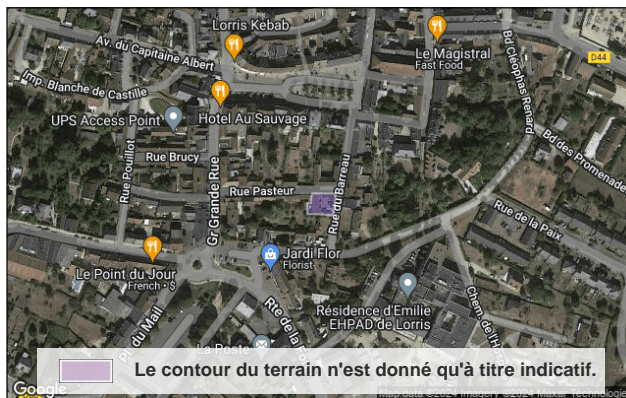 Lorris Kebab
Av. du Capitaine Albert
Le Magistral
Fast Food
Bd Cléophas Renard
D44
Imp. Blanche de Castille
UPS Access Point
Hotel Au Sauvage
Bd des Promenades
Rue Brucy
Rue Pouillot
Gr Grande Rue
Rue Pasteur
Rue du Barreau
Rue de la Paix
Jardi Flor
Florist
Le Point du Jour
French • $
Résidence d'Emilie
EHPAD de Lorris
Pl. du Mail
Rte de la
La Poste
Chem. de l'H
Le contour du terrain n'est donné qu'à titre indicatif.
Google
Map data ©2024 Imagery ©2024 Maxar Technologie